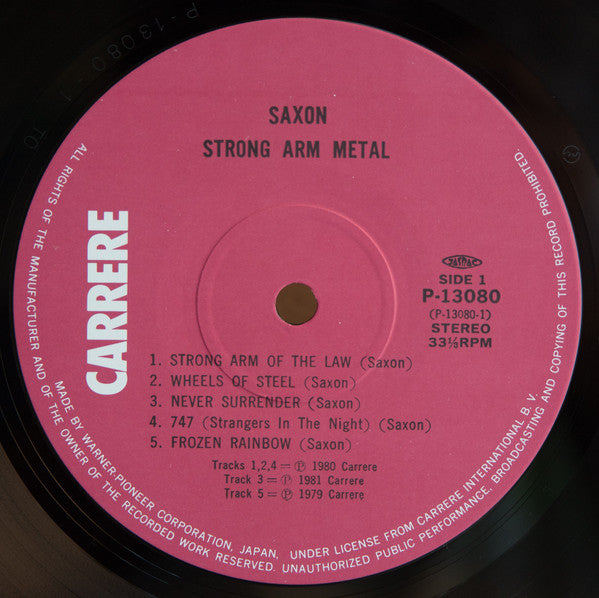 P-13080-1 TO
SAXON
STRONG ARM METAL
CARRERE
JASRAC
SIDE 1
P-13080
(P-13080-1)
STEREO
33⅓RPM
1. STRONG ARM OF THE LAW (Saxon)
2. WHEELS OF STEEL (Saxon)
3. NEVER SURRENDER (Saxon)
4. 747 (Strangers In The Night) (Saxon)
5. FROZEN RAINBOW (Saxon)
Tracks 1,2,4=℗ 1980 Carrere
Track 3=℗ 1981 Carrere
Track 5=℗ 1979 Carrere
ALL RIGHTS OF THE MANUFACTURER AND OF THE OWNER OF THE RECORDED WORK RESERVED. UNAUTHORIZED PUBLIC PERFORMANCE, BROADCASTING AND COPYING OF THIS RECORD PROHIBITED.
MADE BY WARNER-PIONEER CORPORATION, JAPAN, UNDER LICENSE FROM CARRERE INTERNATIONAL B.V.